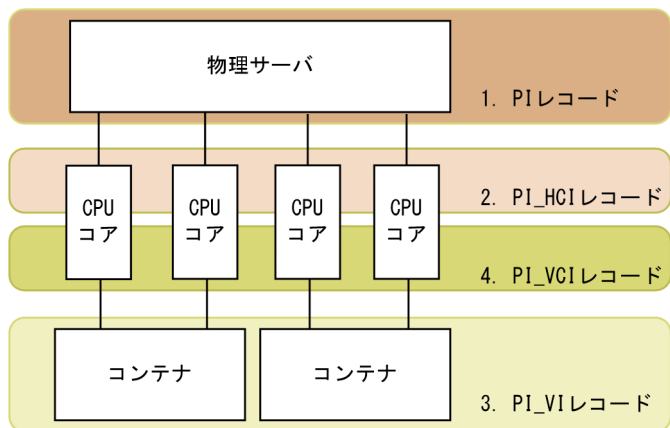 物理サーバ
1. PIレコード
CPU
コア
CPU
コア
CPU
コア
CPU
コア
2. PI_HCIレコード
4. PI_VCIレコード
コンテナ
コンテナ
3. PI_VIレコード